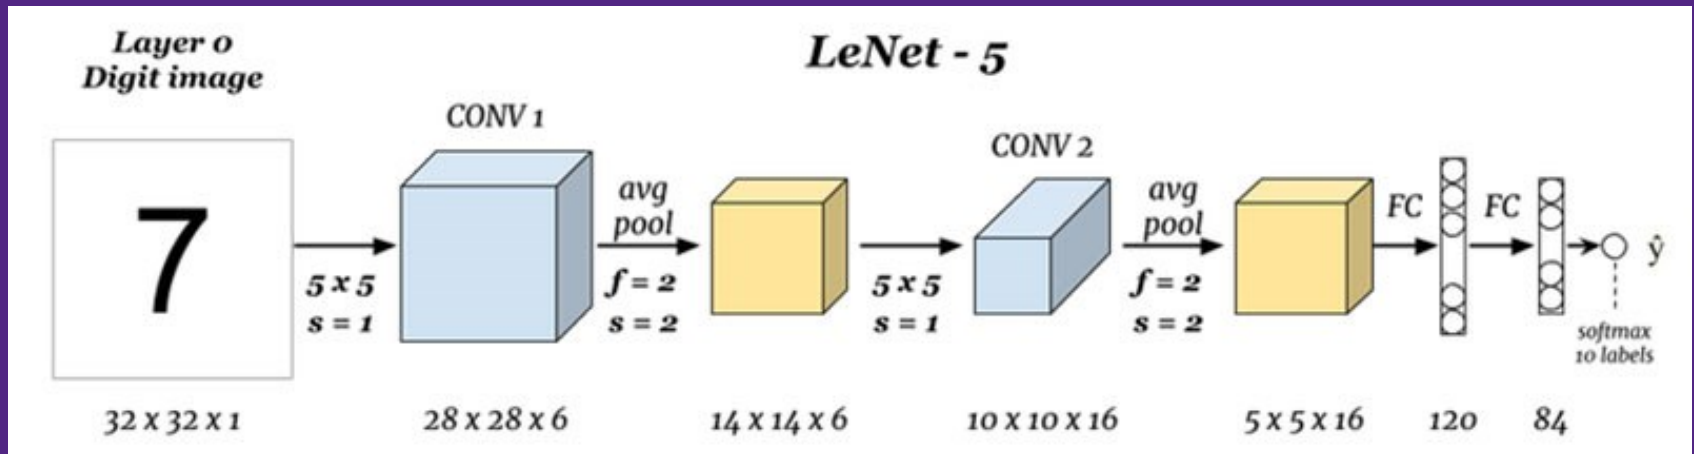 Layer 0
Digit image
LeNet - 5
CONV 1
CONV 2
7
avg
pool
avg
pool
FC
FC
ŷ
5 x 5
s = 1
f = 2
s = 2
5 x 5
s = 1
f = 2
s = 2
softmax
10 labels
32 x 32 x 1
28 x 28 x 6
14 x 14 x 6
10 x 10 x 16
5 x 5 x 16
120
84